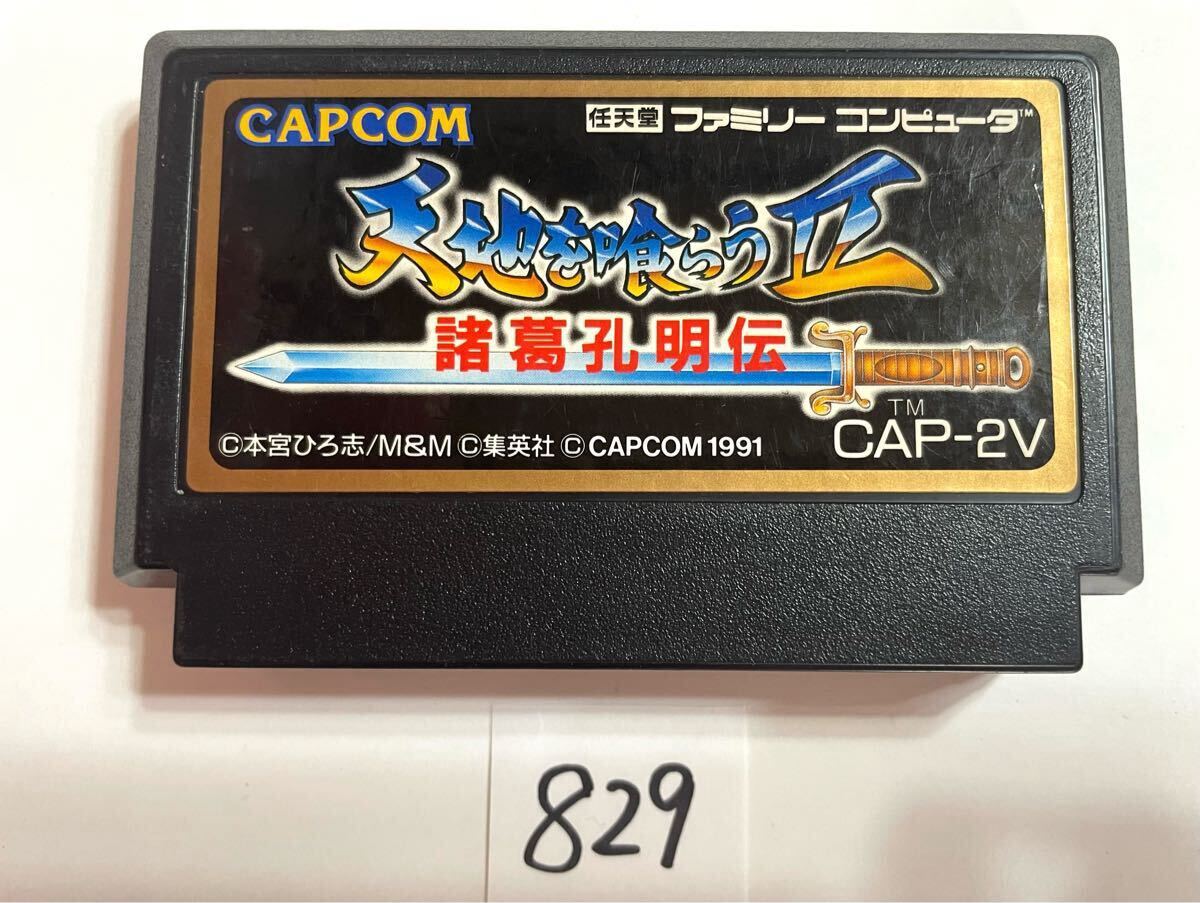 CAPCOM 任天堂 ファミリー コンピュータ™
天地を喰らうII
諸葛孔明伝
TM
©本宮ひろ志/M&M ©集英社 © CAPCOM 1991 CAP-2V
829